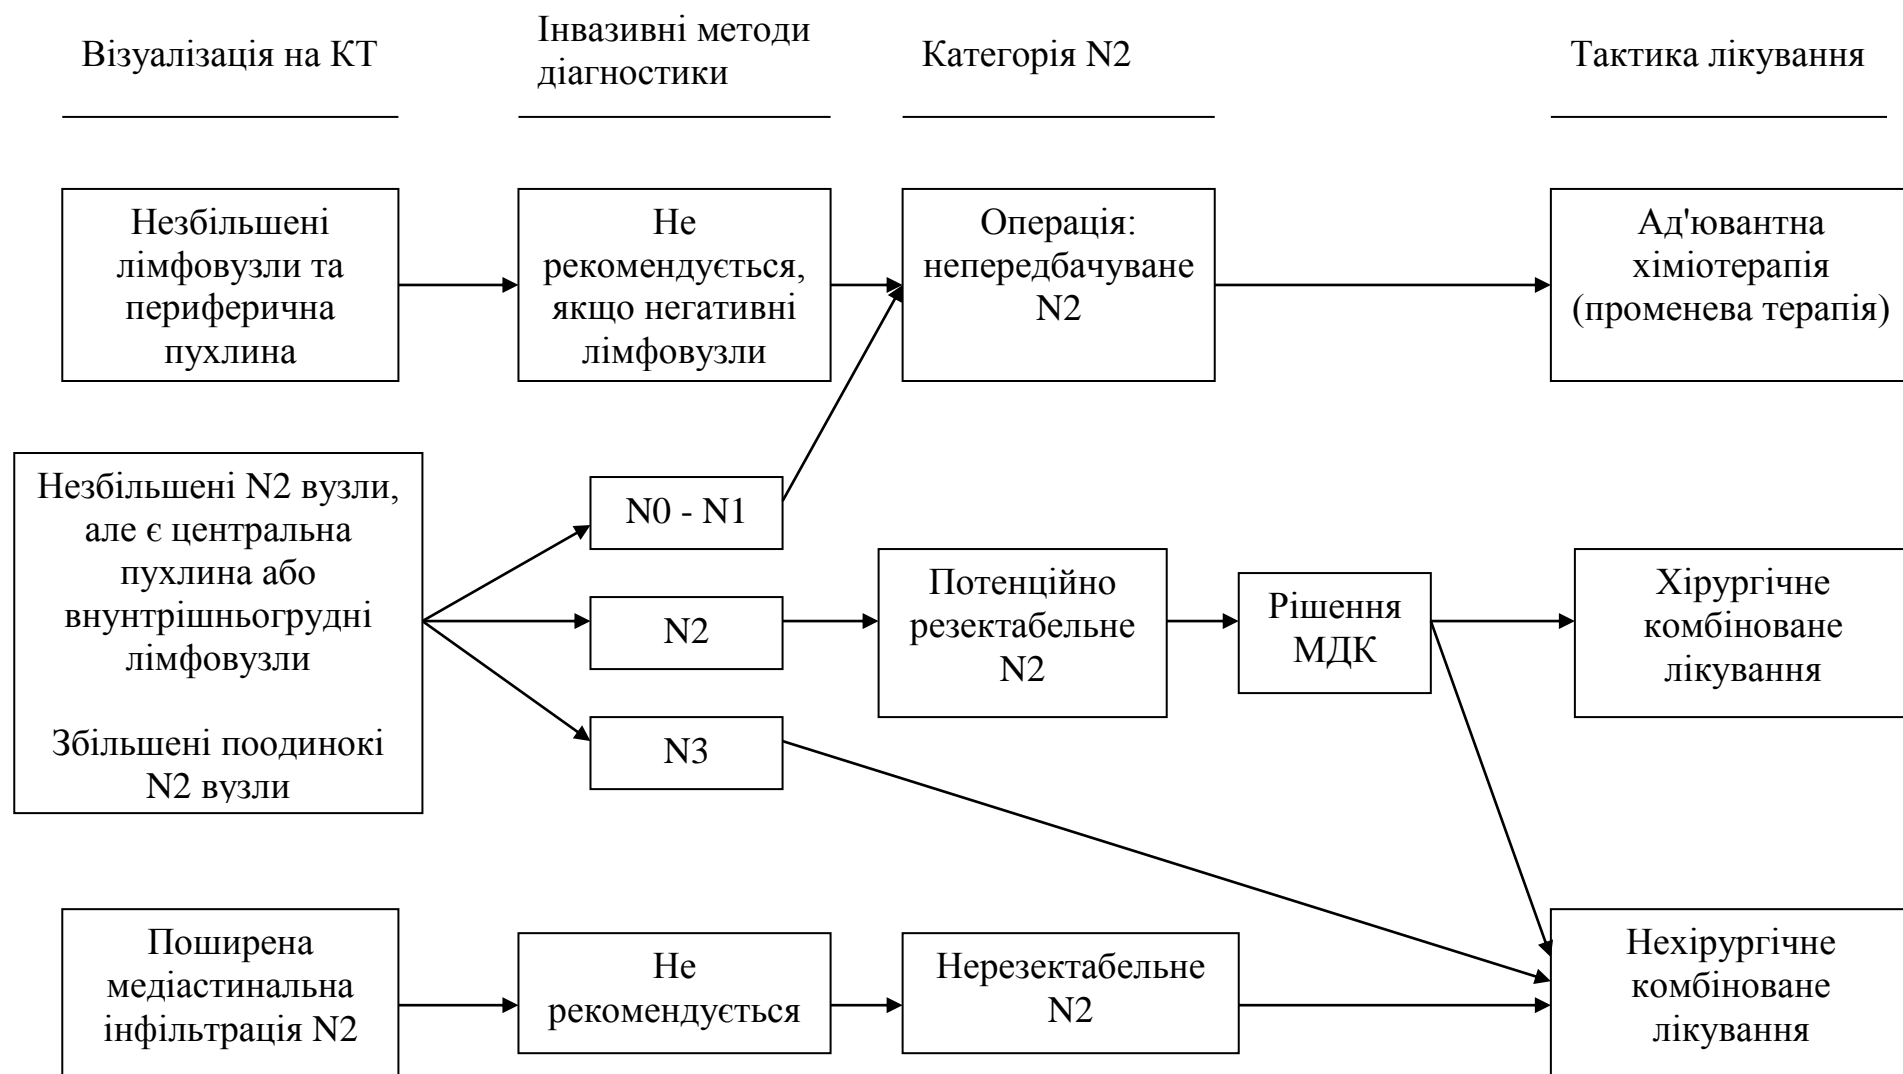 Візуалізація на КТ
Інвазивні методи
діагностики
Категорія N2
Тактика лікування
Незбільшені
лімфовузли та
периферична
пухлина
Не
рекомендується,
якщо негативні
лімфовузли
Операція:
непередбачуване
N2
Ад'ювантна
хіміотерапія
(променева терапія)
Незбільшені N2 вузли,
але є центральна
пухлина або
внунтрішньогрудні
лімфовузли
Збільшені поодинокі
N2 вузли
N0 - N1
N2
N3
Потенційно
резектабельне
N2
Рішення
МДК
Хірургічне
комбіноване
лікування
Поширена
медіастинальна
інфільтрація N2
Не
рекомендується
Нерезектабельне
N2
Нехірургічне
комбіноване
лікування